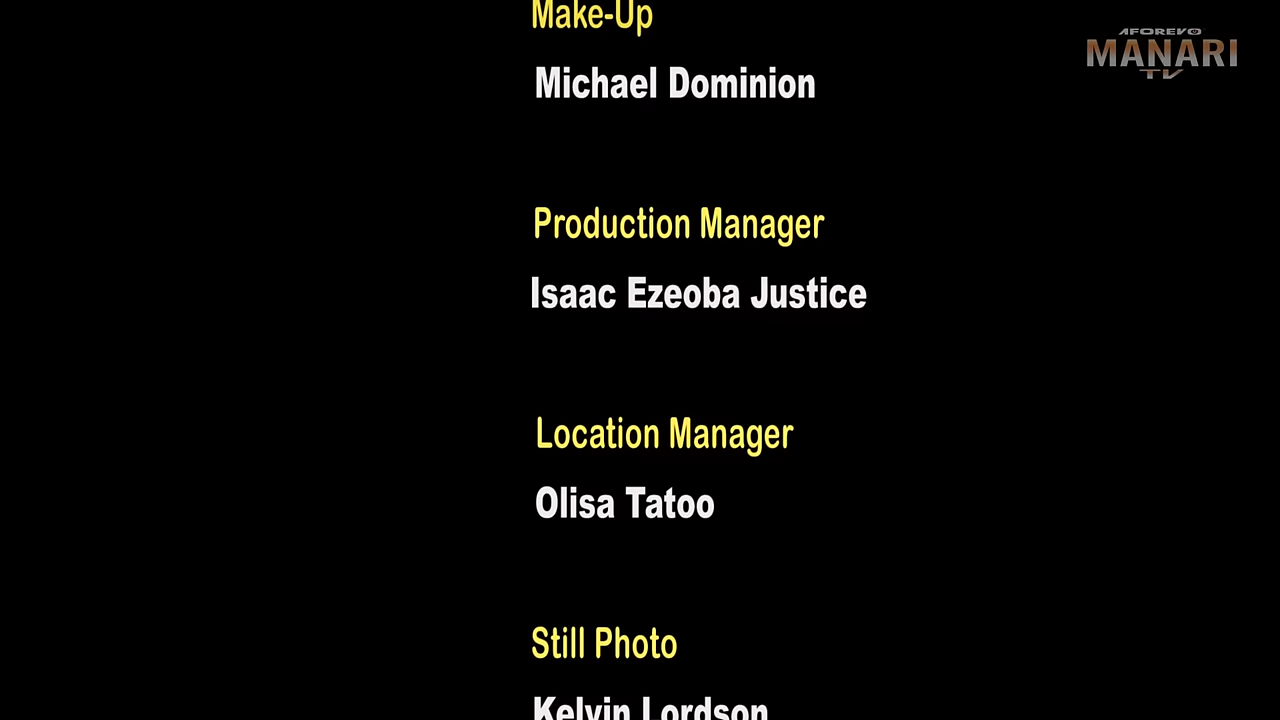 Make-Up
AFOREVO
MANARI
TV
Michael Dominion
Production Manager
Isaac Ezeoba Justice
Location Manager
Olisa Tatoo
Still Photo
Kelvin Lordson